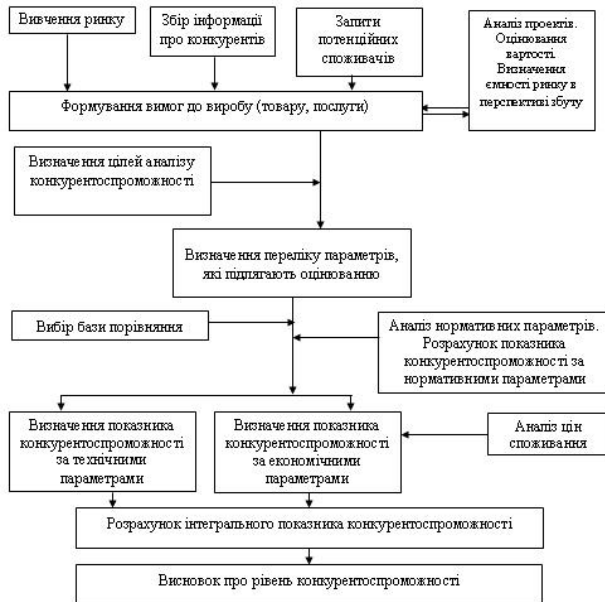 Вивчення ринку
Збір інформації
про конкурентів
Запити
потенційних
споживачів
Аналіз проектів.
Оцінювання
вартості.
Визначення
ємності ринку в
перспективі збуту
Формування вимог до виробу (товару, послуги)
Визначення цілей аналізу
конкурентоспроможності
Визначення переліку параметрів,
які підлягають оцінюванню
Вибір бази порівняння
Аналіз нормативних параметрів.
Розрахунок показника
конкурентоспроможності за
нормативними параметрами
Визначення показника
конкурентоспроможності
за технічними
параметрами
Визначення показника
конкурентоспроможності
за економічними
параметрами
Аналіз цін
споживання
Розрахунок інтегрального показника конкурентоспроможності
Висновок про рівень конкурентоспроможності